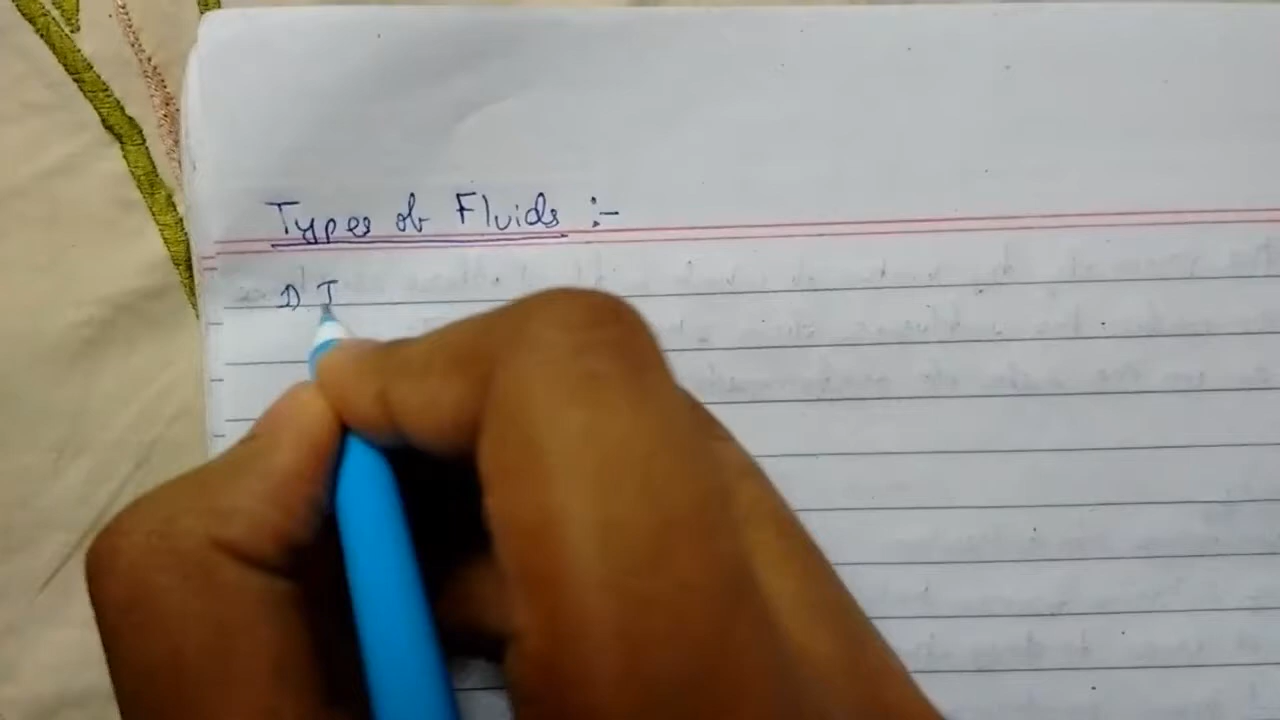 Types of Fluids :-
1) I